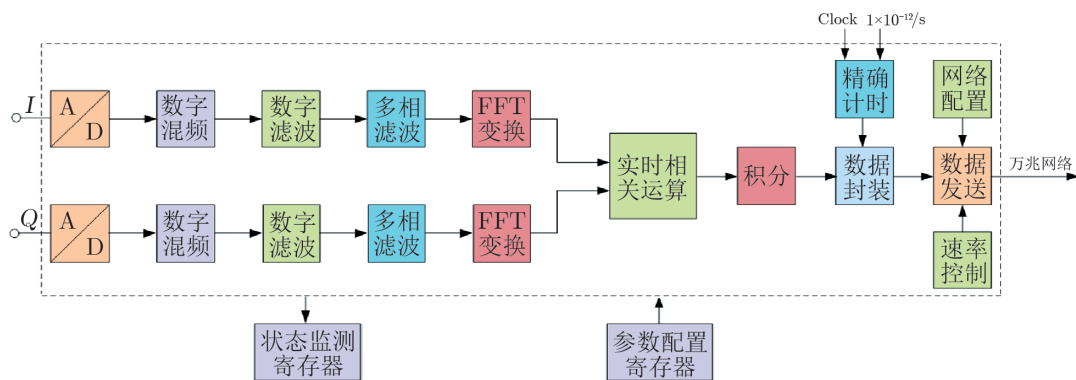 Clock 1×10⁻¹²/s
I
A
D
数字
混频
数字
滤波
多相
滤波
FFT
变换
精确
计时
网络
配置
实时相
关运算
积分
数据
封装
数据
发送
万兆网络
Q
A
D
数字
混频
数字
滤波
多相
滤波
FFT
变换
速率
控制
状态监测
寄存器
参数配置
寄存器